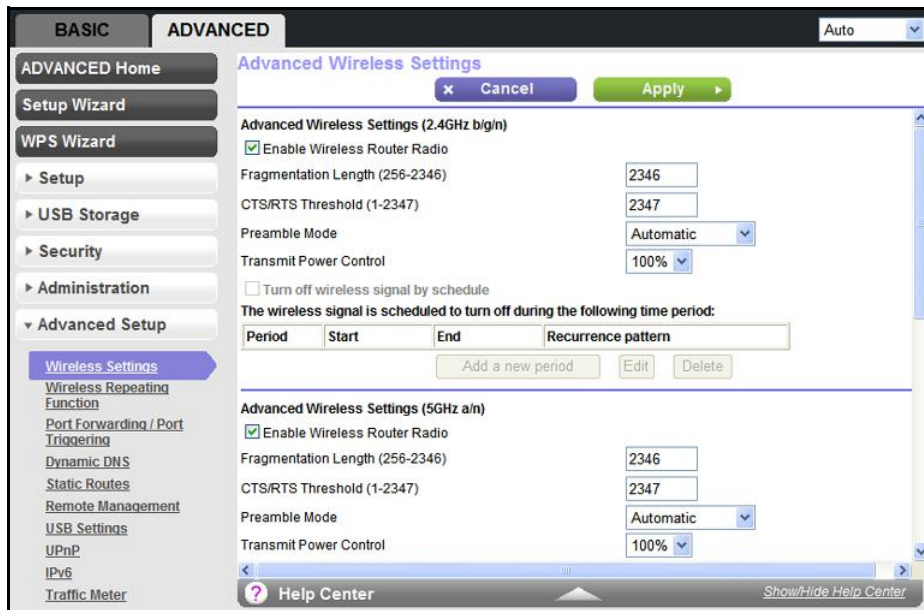 BASIC
ADVANCED
Auto
ADVANCED Home
Setup Wizard
WPS Wizard
Setup
USB Storage
Security
Administration
Advanced Setup
Wireless Settings
Wireless Repeating
Function
Port Forwarding / Port
Triggering
Dynamic DNS
Static Routes
Remote Management
USB Settings
UPnP
IPv6
Traffic Meter
Advanced Wireless Settings
x Cancel
Apply
Advanced Wireless Settings (2.4GHz b/g/n)
Enable Wireless Router Radio
Fragmentation Length (256-2346) 2346
CTS/RTS Threshold (1-2347) 2347
Preamble Mode Automatic
Transmit Power Control 100%
Turn off wireless signal by schedule
The wireless signal is scheduled to turn off during the following time period:
Period Start End Recurrence pattern
Add a new period Edit Delete
Advanced Wireless Settings (5GHz a/n)
Enable Wireless Router Radio
Fragmentation Length (256-2346) 2346
CTS/RTS Threshold (1-2347) 2347
Preamble Mode Automatic
Transmit Power Control 100%
? Help Center Show/Hide Help Center